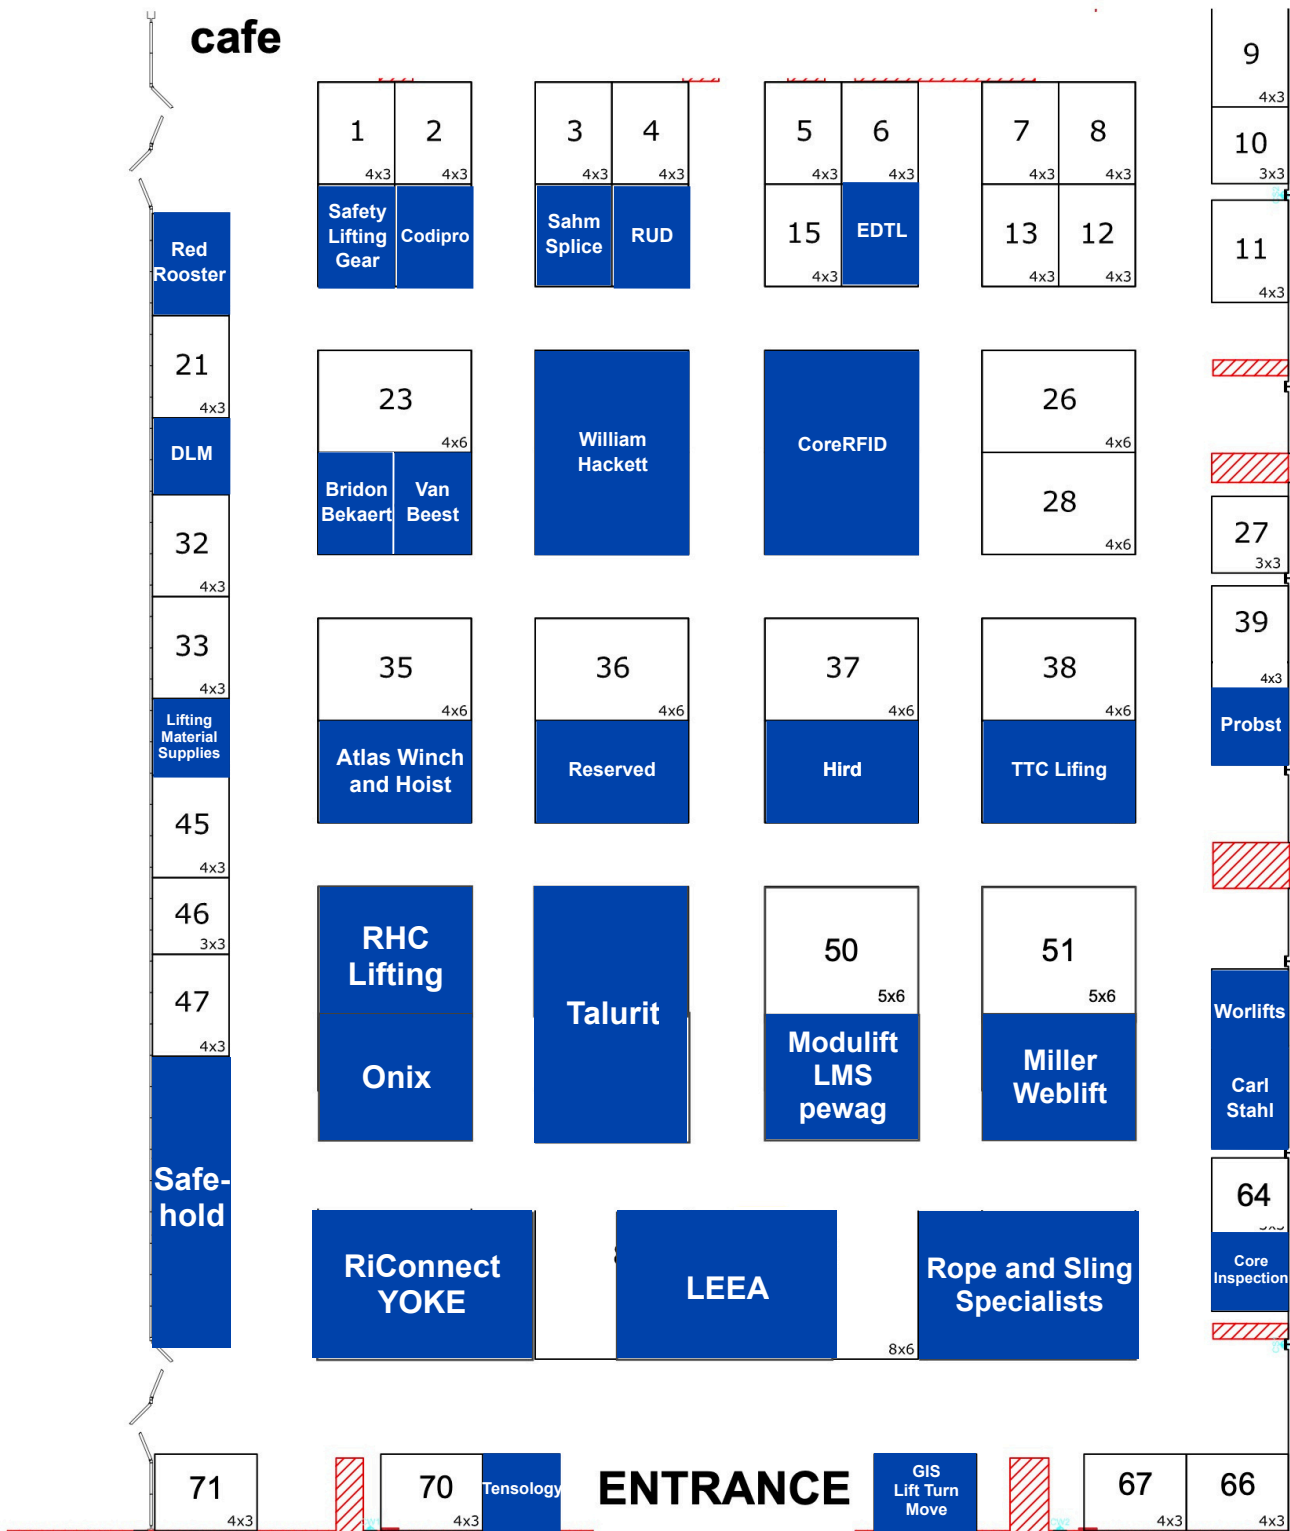 cafe
9
4x3
1
4x3
2
4x3
3
4x3
4
4x3
5
4x3
6
4x3
7
4x3
8
4x3
10
3x3
Safety
Lifting
Gear
Codipro
Sahm
Splice
RUD
15
4x3
EDTL
13
4x3
12
4x3
11
4x3
Red
Rooster
21
4x3
DLM
23
4x6
Bridon
Bekaert
Van
Beest
William
Hackett
CoreRFID
26
4x6
28
4x6
27
3x3
32
4x3
33
4x3
Lifting
Material
Supplies
35
4x6
36
4x6
37
4x6
38
4x6
39
4x3
Probst
Atlas Winch
and Hoist
Reserved
Hird
TTC Lifing
45
4x3
46
3x3
47
4x3
RHC
Lifting
Onix
Talurit
50
5x6
51
5x6
Modulift
LMS
pewag
Miller
Weblift
Worlifts
Carl
Stahl
Safe-
hold
64
Core
Inspection
RiConnect
YOKE
LEEA
8x6
Rope and Sling
Specialists
71
4x3
70
4x3
Tensology
ENTRANCE
GIS
Lift Turn
Move
67
4x3
66
4x3